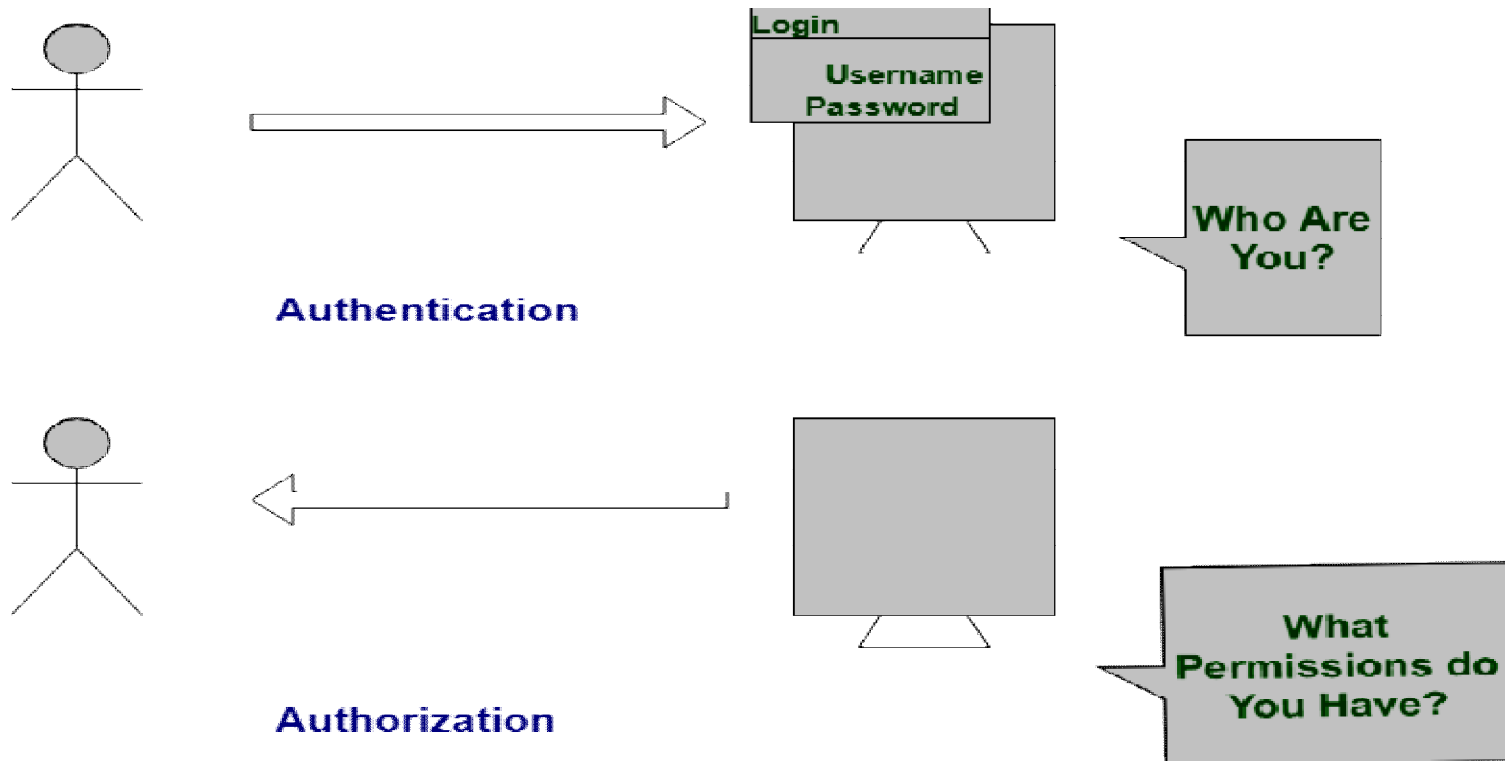 Login
Username
Password
Who Are
You?
Authentication
What
Permissions do
You Have?
Authorization